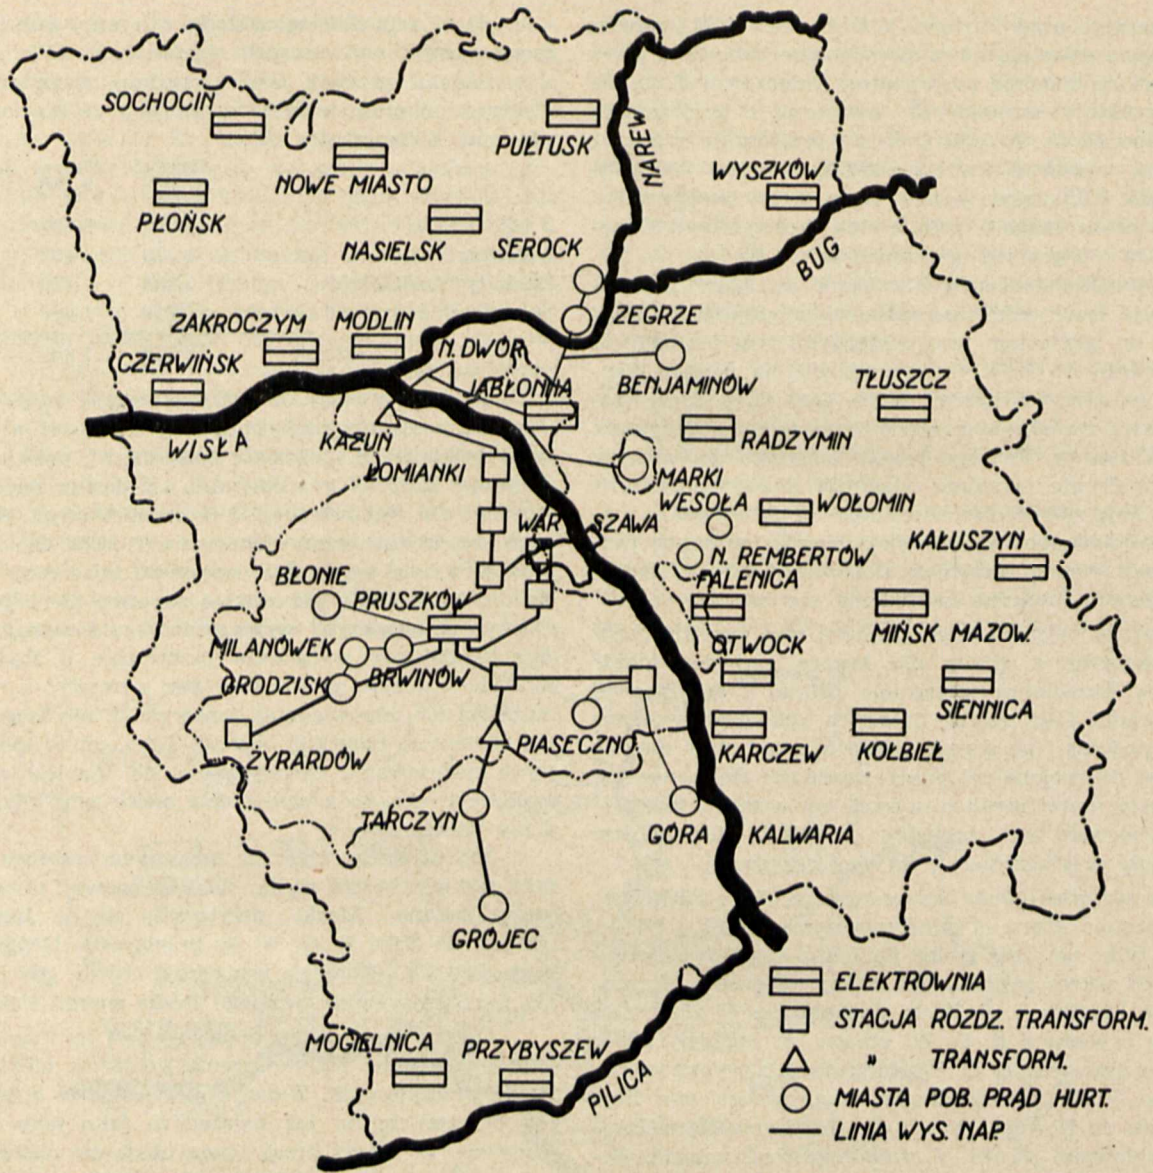 SOCHOCIN
PUŁTUSK
NAREW
NOWE MIASTO
WYSZKÓW
PŁOŃSK
NASIELSK
SEROCK
BUG
ZEGRZE
ZAKROCZYM
MODLIN
N. DWÓR
CZERWIŃSK
JABŁONNA
BENJAMINÓW
TŁUSZCZ
WISŁA
KAZUŃ
RADZYMIN
ŁOMIANKI
MARKI
WESOŁA
WOŁOMIN
WAR SZAWA
N. REMBERTÓW
KAŁUSZYN
BŁONIE
PRUSZKÓW
FALENICA
MIŃSK MAZOW.
MILANÓWEK
OTWOCK
GRODZISK
BRWINÓW
SIENNICA
ŻYRARDÓW
PIASECZNO
KARCZEW
KOŁBIEL
TARCZYN
GÓRA KALWARIA
GRÓJEC
MOGIELNICA
PRZYBYSZEW
PILICA
ELEKTROWNIA
STACJA ROZDZ. TRANSFORM.
" TRANSFORM.
MIASTA POB. PRĄD HURT.
LINIA WYS. NAP.